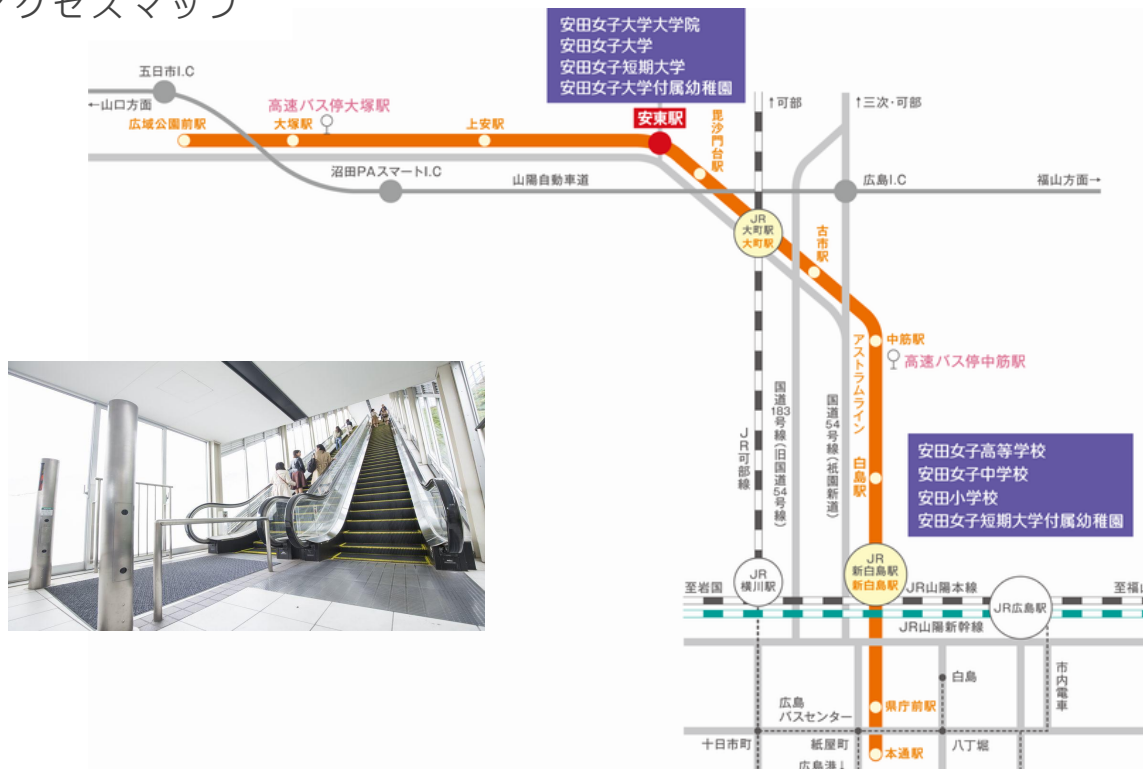 アクセスマップ
安田女子大学大学院
安田女子大学
安田女子短期大学
安田女子大学付属幼稚園
五日市I.C
←山口方面
高速バス停大塚駅
広域公園前駅
大塚駅
上安駅
安東駅
毘沙門台駅
↑可部
↑三次・可部
沼田PAスマートI.C
山陽自動車道
広島I.C
福山方面→
JR
大町駅
大町駅
古市駅
中筋駅
高速バス停中筋駅
アストラムライン
国道183号線(旧国道54号線)
国道54号線(祇園新道)
JR可部線
白島駅
安田女子高等学校
安田女子中学校
安田小学校
安田女子短期大学付属幼稚園
JR
横川駅
JR
新白島駅
新白島駅
至岩国
JR山陽本線
JR広島駅
至福山
JR山陽新幹線
市内電車
白島
広島
バスセンター
県庁前駅
十日市町
紙屋町
八丁堀
本通駅
広島港↓